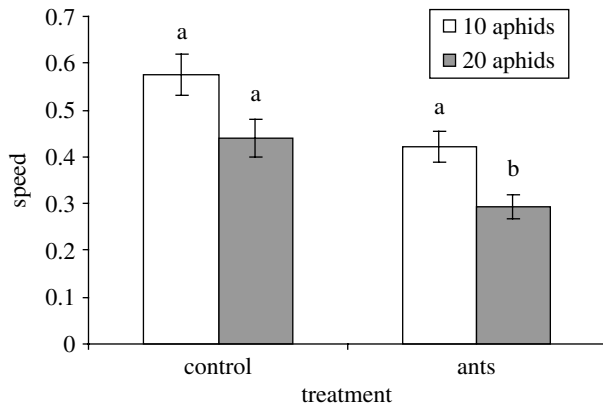 0.7
0.6
0.5
0.4
0.3
0.2
0.1
0
speed
10 aphids
20 aphids
a
a
a
b
control
ants
treatment